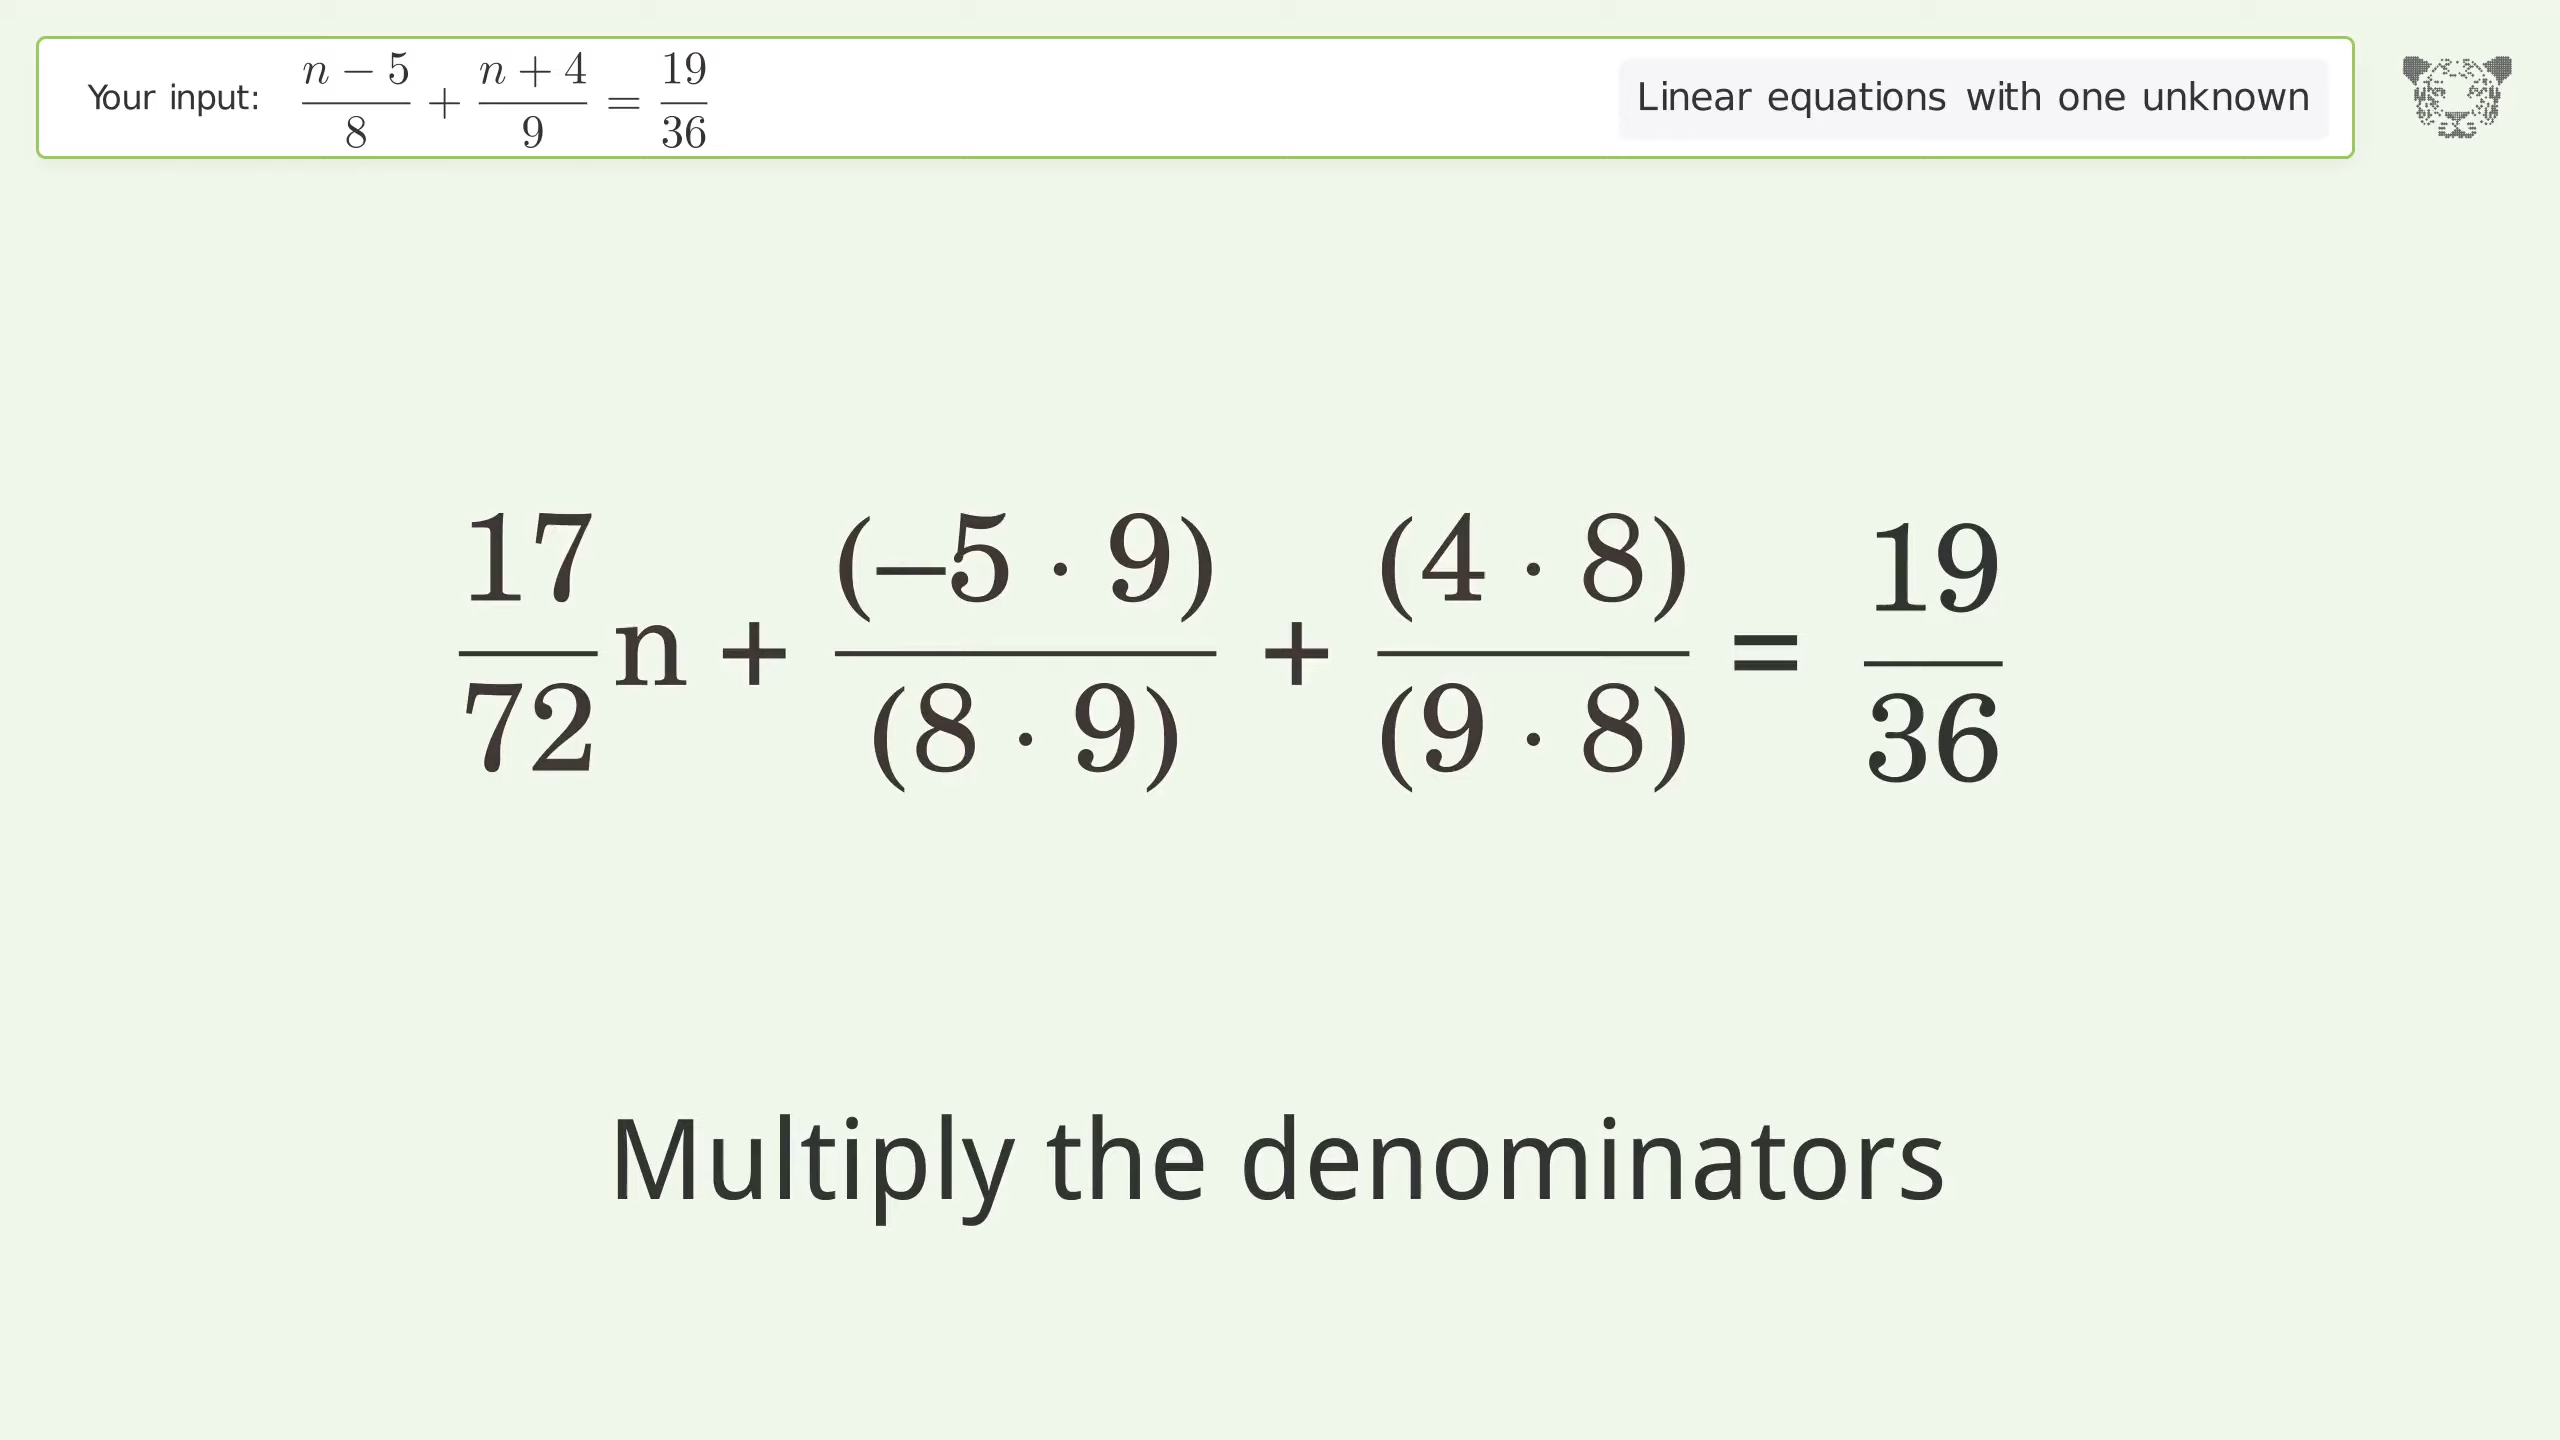 Your input: (n − 5)/8 + (n + 4)/9 = 19/36
Linear equations with one unknown
17/72 n + (−5 · 9)/(8 · 9) + (4 · 8)/(9 · 8) = 19/36
Multiply the denominators